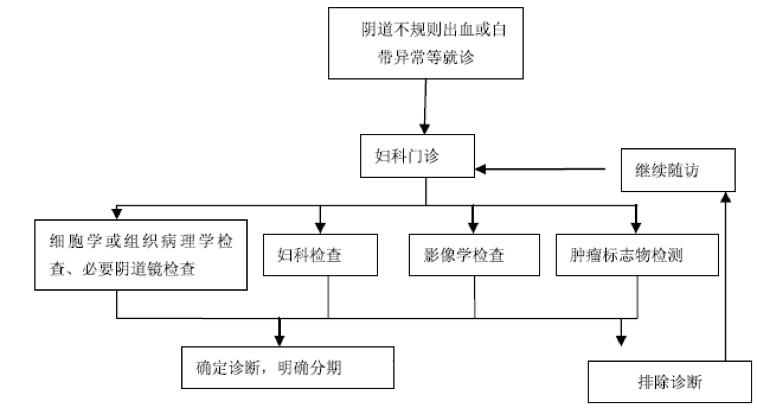 阴道不规则出血或白
带异常等就诊
妇科门诊
继续随访
细胞学或组织病理学检
查、必要阴道镜检查
妇科检查
影像学检查
肿瘤标志物检测
确定诊断，明确分期
排除诊断